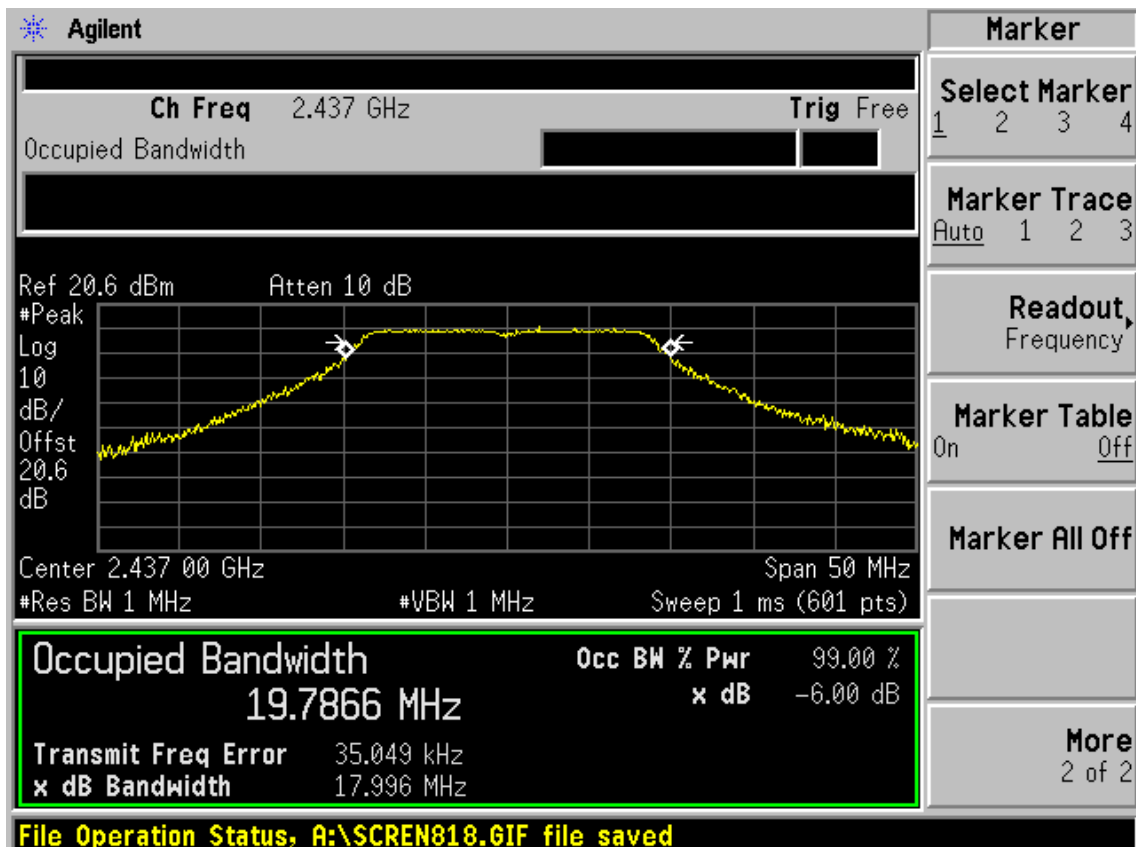 Agilent
Ch Freq 2.437 GHz Trig Free
Occupied Bandwidth
Ref 20.6 dBm Atten 10 dB
#Peak
Log
10
dB/
Offst
20.6
dB
Center 2.437 00 GHz Span 50 MHz
#Res BW 1 MHz #VBW 1 MHz Sweep 1 ms (601 pts)
Occupied Bandwidth
19.7866 MHz
Occ BW % Pwr 99.00 %
x dB -6.00 dB
Transmit Freq Error 35.049 kHz
x dB Bandwidth 17.996 MHz
File Operation Status, A:\SCREN818.GIF file saved
Marker
Select Marker
1 2 3 4
Marker Trace
Auto 1 2 3
Readout
Frequency
Marker Table
On Off
Marker All Off
More
2 of 2